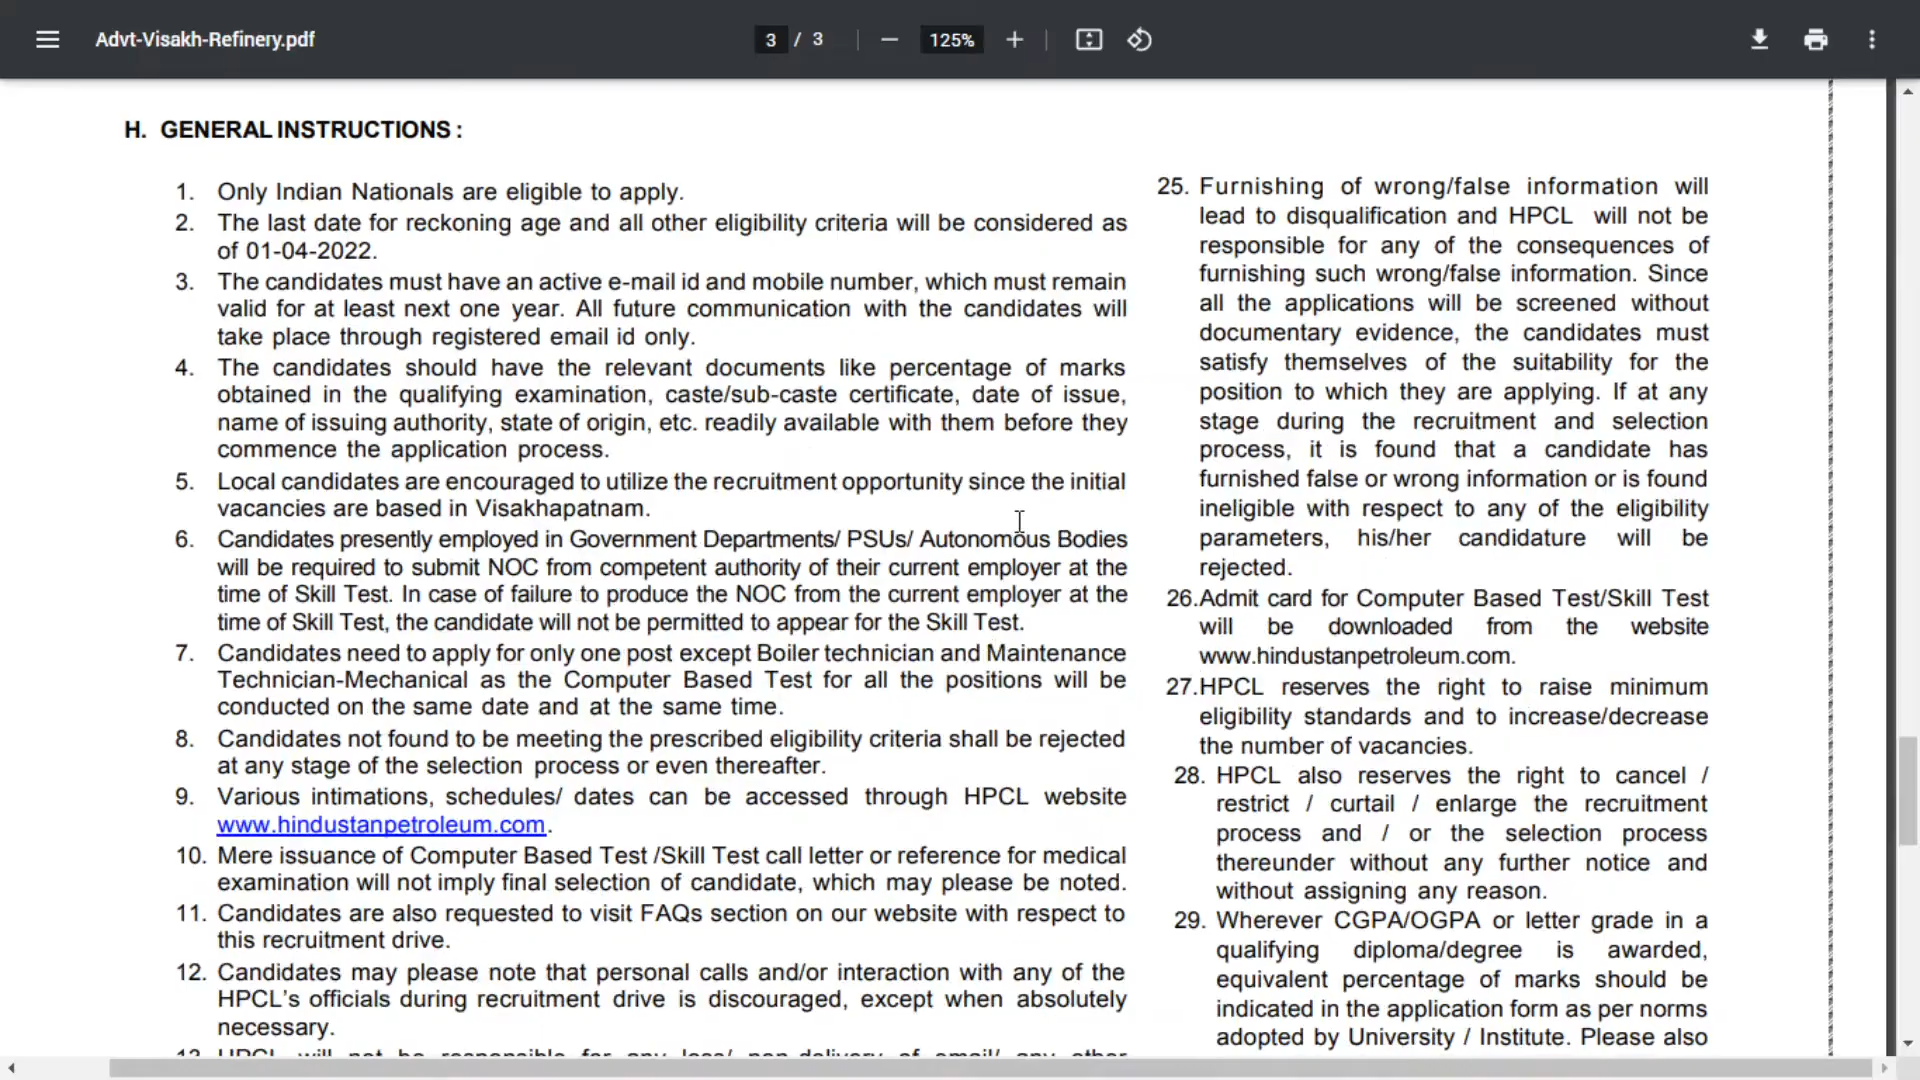 Advt-Visakh-Refinery.pdf
3 / 3
125%
H. GENERAL INSTRUCTIONS :
1. Only Indian Nationals are eligible to apply.
2. The last date for reckoning age and all other eligibility criteria will be considered as
of 01-04-2022.
3. The candidates must have an active e-mail id and mobile number, which must remain
valid for at least next one year. All future communication with the candidates will
take place through registered email id only.
4. The candidates should have the relevant documents like percentage of marks
obtained in the qualifying examination, caste/sub-caste certificate, date of issue,
name of issuing authority, state of origin, etc. readily available with them before they
commence the application process.
5. Local candidates are encouraged to utilize the recruitment opportunity since the initial
vacancies are based in Visakhapatnam.
6. Candidates presently employed in Government Departments/ PSUs/ Autonomous Bodies
will be required to submit NOC from competent authority of their current employer at the
time of Skill Test. In case of failure to produce the NOC from the current employer at the
time of Skill Test, the candidate will not be permitted to appear for the Skill Test.
7. Candidates need to apply for only one post except Boiler technician and Maintenance
Technician-Mechanical as the Computer Based Test for all the positions will be
conducted on the same date and at the same time.
8. Candidates not found to be meeting the prescribed eligibility criteria shall be rejected
at any stage of the selection process or even thereafter.
9. Various intimations, schedules/ dates can be accessed through HPCL website
www.hindustanpetroleum.com.
10. Mere issuance of Computer Based Test /Skill Test call letter or reference for medical
examination will not imply final selection of candidate, which may please be noted.
11. Candidates are also requested to visit FAQs section on our website with respect to
this recruitment drive.
12. Candidates may please note that personal calls and/or interaction with any of the
HPCL's officials during recruitment drive is discouraged, except when absolutely
necessary.
13. HPCL will not be responsible for any loss/ non-delivery of email/ any other
25. Furnishing of wrong/false information will
lead to disqualification and HPCL will not be
responsible for any of the consequences of
furnishing such wrong/false information. Since
all the applications will be screened without
documentary evidence, the candidates must
satisfy themselves of the suitability for the
position to which they are applying. If at any
stage during the recruitment and selection
process, it is found that a candidate has
furnished false or wrong information or is found
ineligible with respect to any of the eligibility
parameters, his/her candidature will be
rejected.
26.Admit card for Computer Based Test/Skill Test
will be downloaded from the website
www.hindustanpetroleum.com.
27.HPCL reserves the right to raise minimum
eligibility standards and to increase/decrease
the number of vacancies.
28. HPCL also reserves the right to cancel /
restrict / curtail / enlarge the recruitment
process and / or the selection process
thereunder without any further notice and
without assigning any reason.
29. Wherever CGPA/OGPA or letter grade in a
qualifying diploma/degree is awarded,
equivalent percentage of marks should be
indicated in the application form as per norms
adopted by University / Institute. Please also